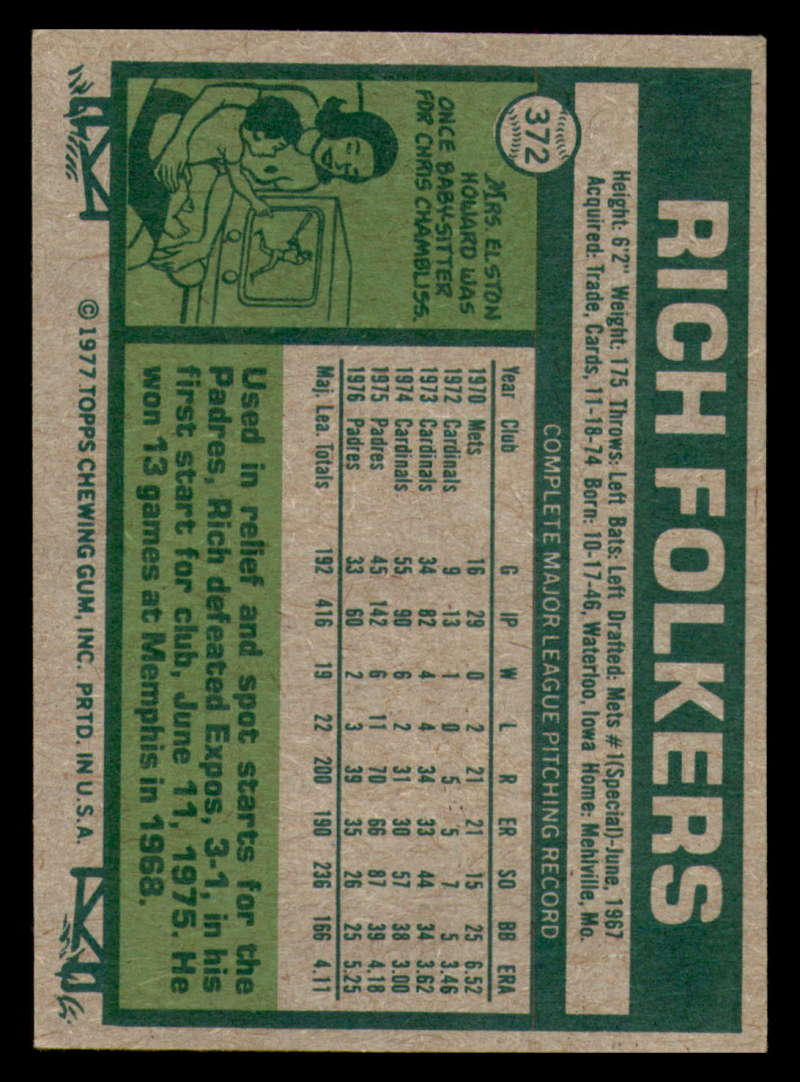 372
RICH FOLKERS
Height: 6'2" Weight: 175 Throws: Left Bats: Left Drafted: Mets #1(Special)-June, 1967
Acquired: Trade, Cards, 11-18-74 Born: 10-17-46, Waterloo, Iowa Home: Mehlville, Mo.
COMPLETE MAJOR LEAGUE PITCHING RECORD
Year Club G IP W L R ER SO BB ERA
1970 Mets 16 29 0 2 21 21 15 25 6.52
1972 Cardinals 9 13 1 0 5 5 7 5 3.46
1973 Cardinals 34 82 4 4 34 33 44 34 3.62
1974 Cardinals 55 90 6 2 31 30 57 38 3.00
1975 Padres 45 142 6 11 70 66 87 39 4.18
1976 Padres 33 60 2 3 39 35 26 25 5.25
Maj. Lea. Totals 192 416 19 22 200 190 236 166 4.11
MRS. ELSTON
HOWARD WAS
ONCE BABY-SITTER
FOR CHRIS CHAMBLISS.
Used in relief and spot starts for the
Padres, Rich defeated Expos, 3-1, in his
first start for club, June 11, 1975. He
won 13 games at Memphis in 1968.
© 1977 TOPPS CHEWING GUM, INC. PRTD. IN U.S.A.